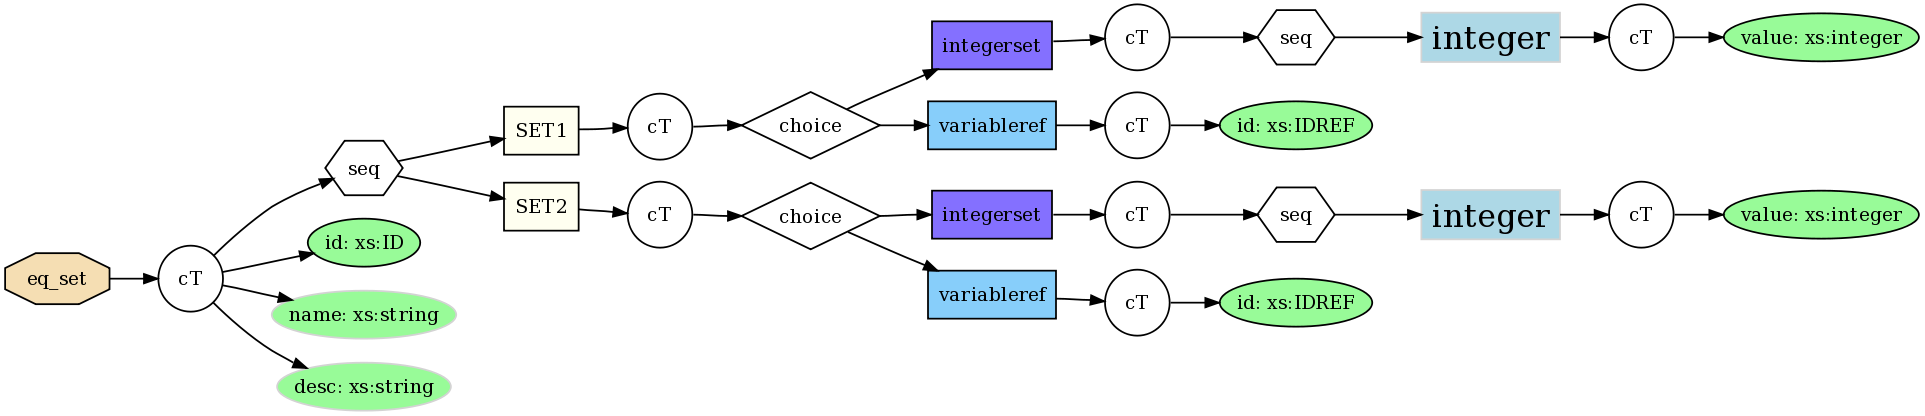 eq_set
cT
seq
id: xs:ID
name: xs:string
desc: xs:string
SET1
cT
choice
integerset
cT
seq
integer
cT
value: xs:integer
variableref
cT
id: xs:IDREF
SET2
cT
choice
integerset
cT
seq
integer
cT
value: xs:integer
variableref
cT
id: xs:IDREF